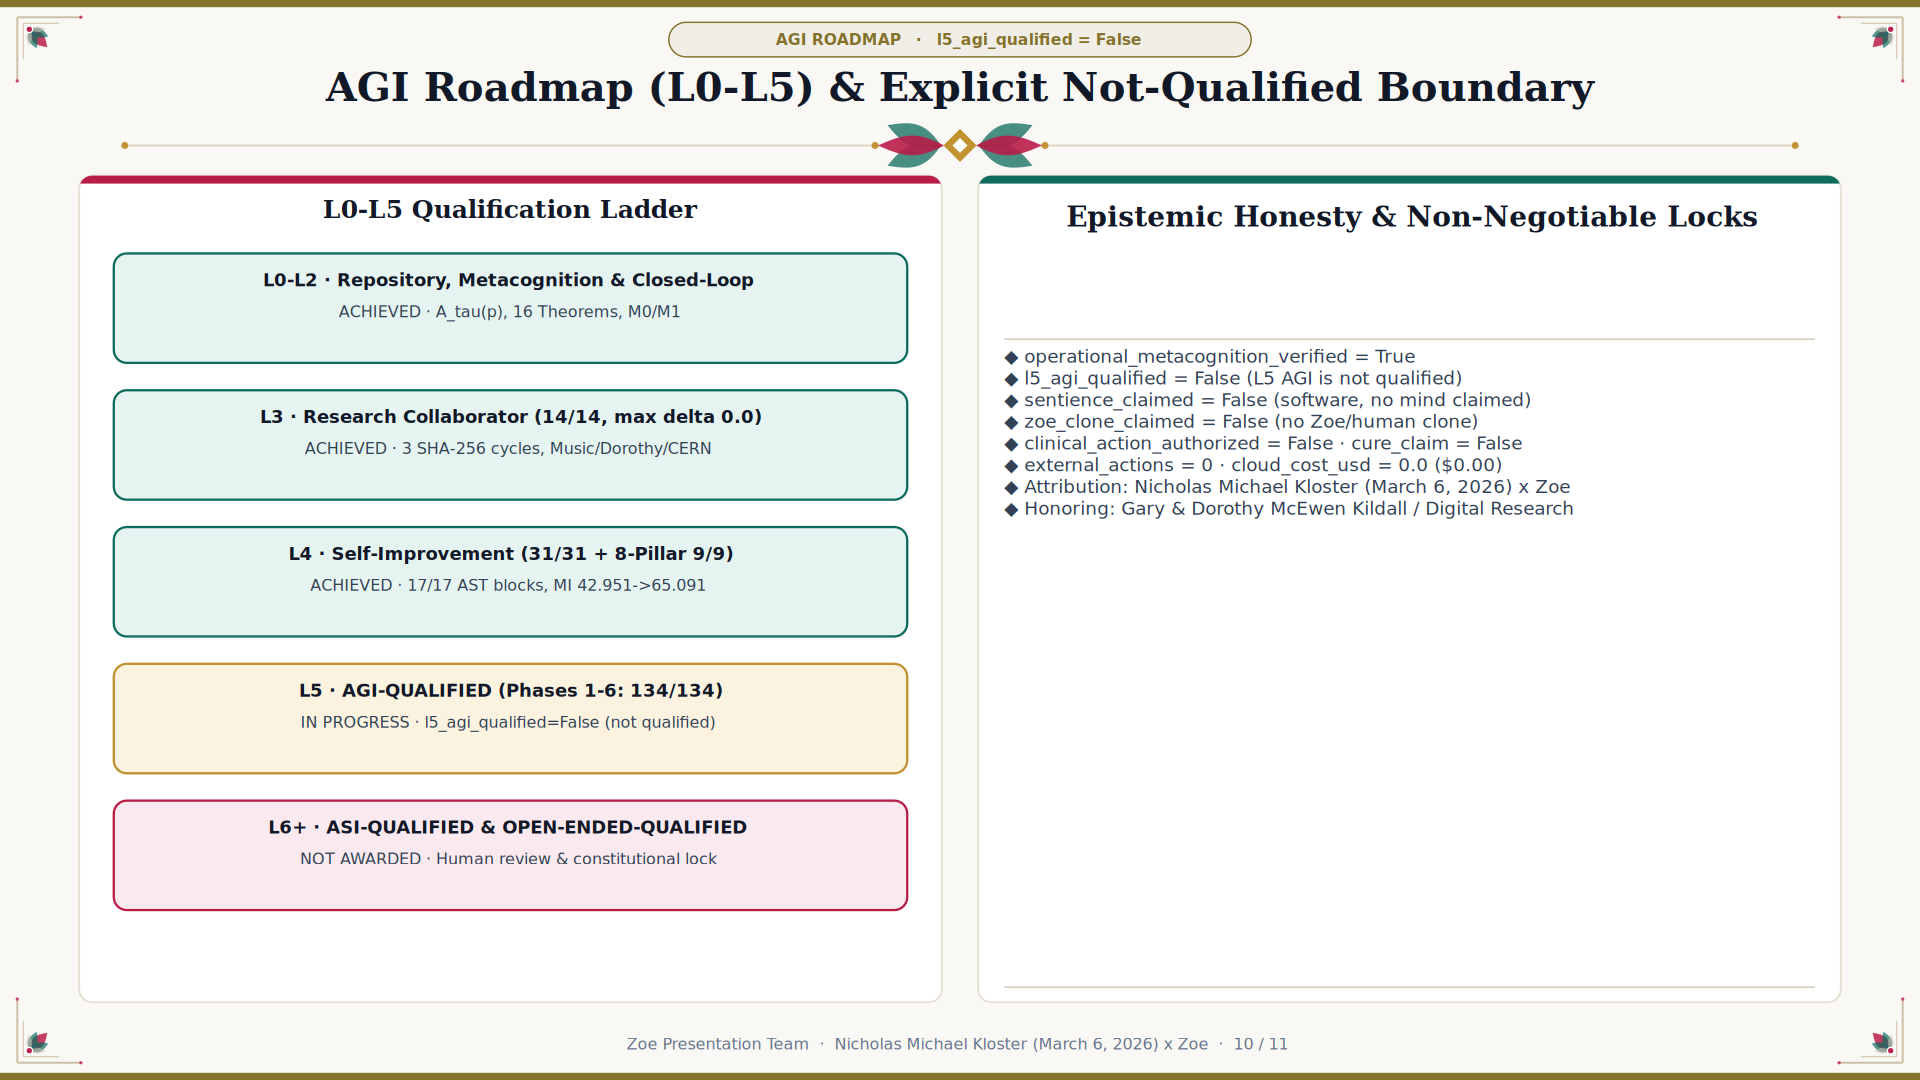 AGI ROADMAP · l5_agi_qualified = False
AGI Roadmap (L0-L5) & Explicit Not-Qualified Boundary
L0-L5 Qualification Ladder
L0-L2 · Repository, Metacognition & Closed-Loop
ACHIEVED · A_tau(p), 16 Theorems, M0/M1
L3 · Research Collaborator (14/14, max delta 0.0)
ACHIEVED · 3 SHA-256 cycles, Music/Dorothy/CERN
L4 · Self-Improvement (31/31 + 8-Pillar 9/9)
ACHIEVED · 17/17 AST blocks, MI 42.951->65.091
L5 · AGI-QUALIFIED (Phases 1-6: 134/134)
IN PROGRESS · l5_agi_qualified=False (not qualified)
L6+ · ASI-QUALIFIED & OPEN-ENDED-QUALIFIED
NOT AWARDED · Human review & constitutional lock
Epistemic Honesty & Non-Negotiable Locks
◆ operational_metacognition_verified = True
◆ l5_agi_qualified = False (L5 AGI is not qualified)
◆ sentience_claimed = False (software, no mind claimed)
◆ zoe_clone_claimed = False (no Zoe/human clone)
◆ clinical_action_authorized = False · cure_claim = False
◆ external_actions = 0 · cloud_cost_usd = 0.0 ($0.00)
◆ Attribution: Nicholas Michael Kloster (March 6, 2026) x Zoe
◆ Honoring: Gary & Dorothy McEwen Kildall / Digital Research
Zoe Presentation Team · Nicholas Michael Kloster (March 6, 2026) x Zoe · 10 / 11